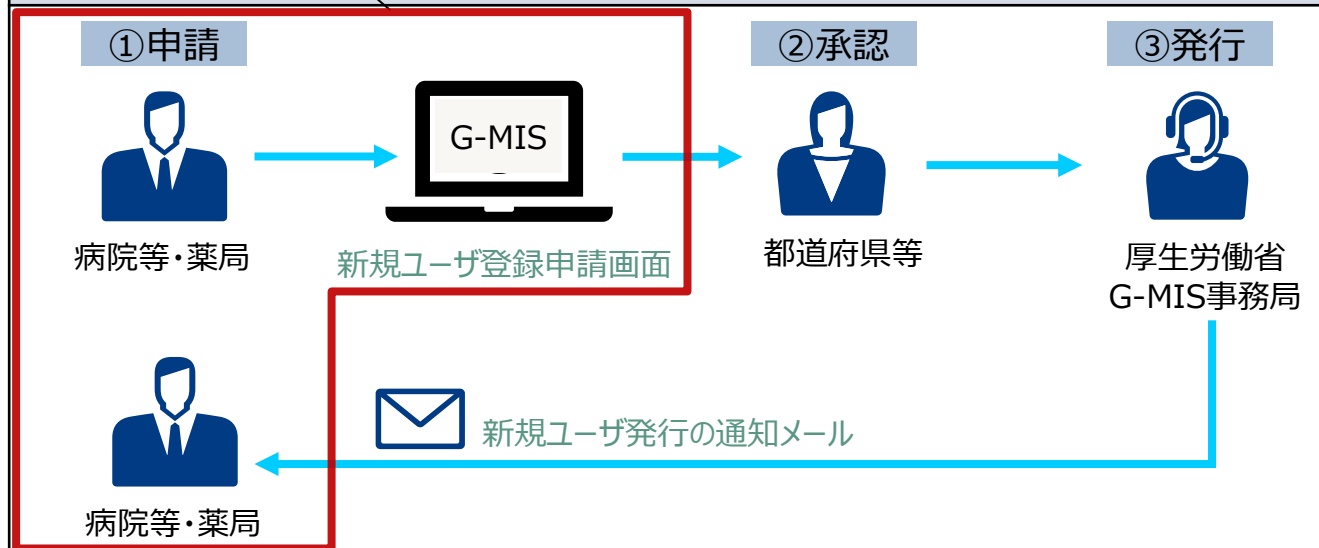 ①申請
②承認
③発行
G-MIS
病院等・薬局
新規ユーザ登録申請画面
都道府県等
厚生労働省
G-MIS事務局
新規ユーザ発行の通知メール
病院等・薬局